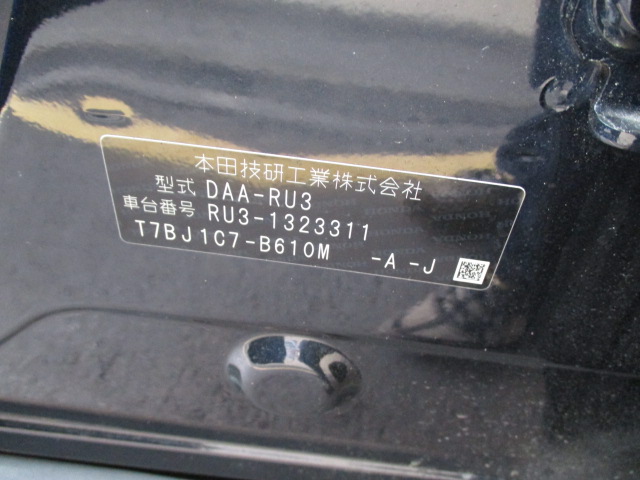 本田技研工業株式会社
型式 DAA-RU3
車台番号 RU3-1323311
T7BJ1C7-B610M -A -J